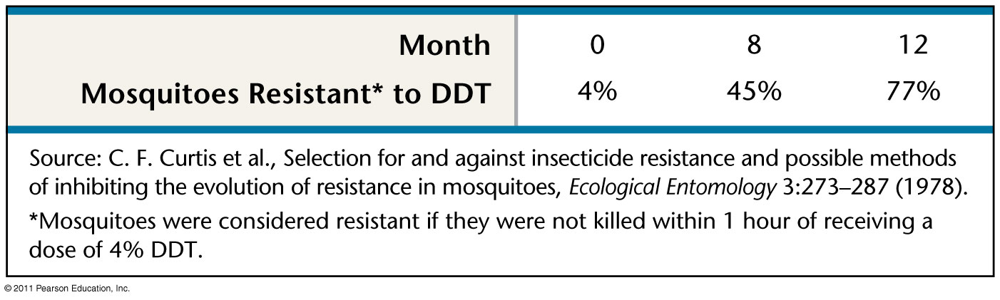 Month 0 8 12
Mosquitoes Resistant* to DDT 4% 45% 77%
Source: C. F. Curtis et al., Selection for and against insecticide resistance and possible methods
of inhibiting the evolution of resistance in mosquitoes, Ecological Entomology 3:273–287 (1978).
*Mosquitoes were considered resistant if they were not killed within 1 hour of receiving a
dose of 4% DDT.
© 2011 Pearson Education, Inc.